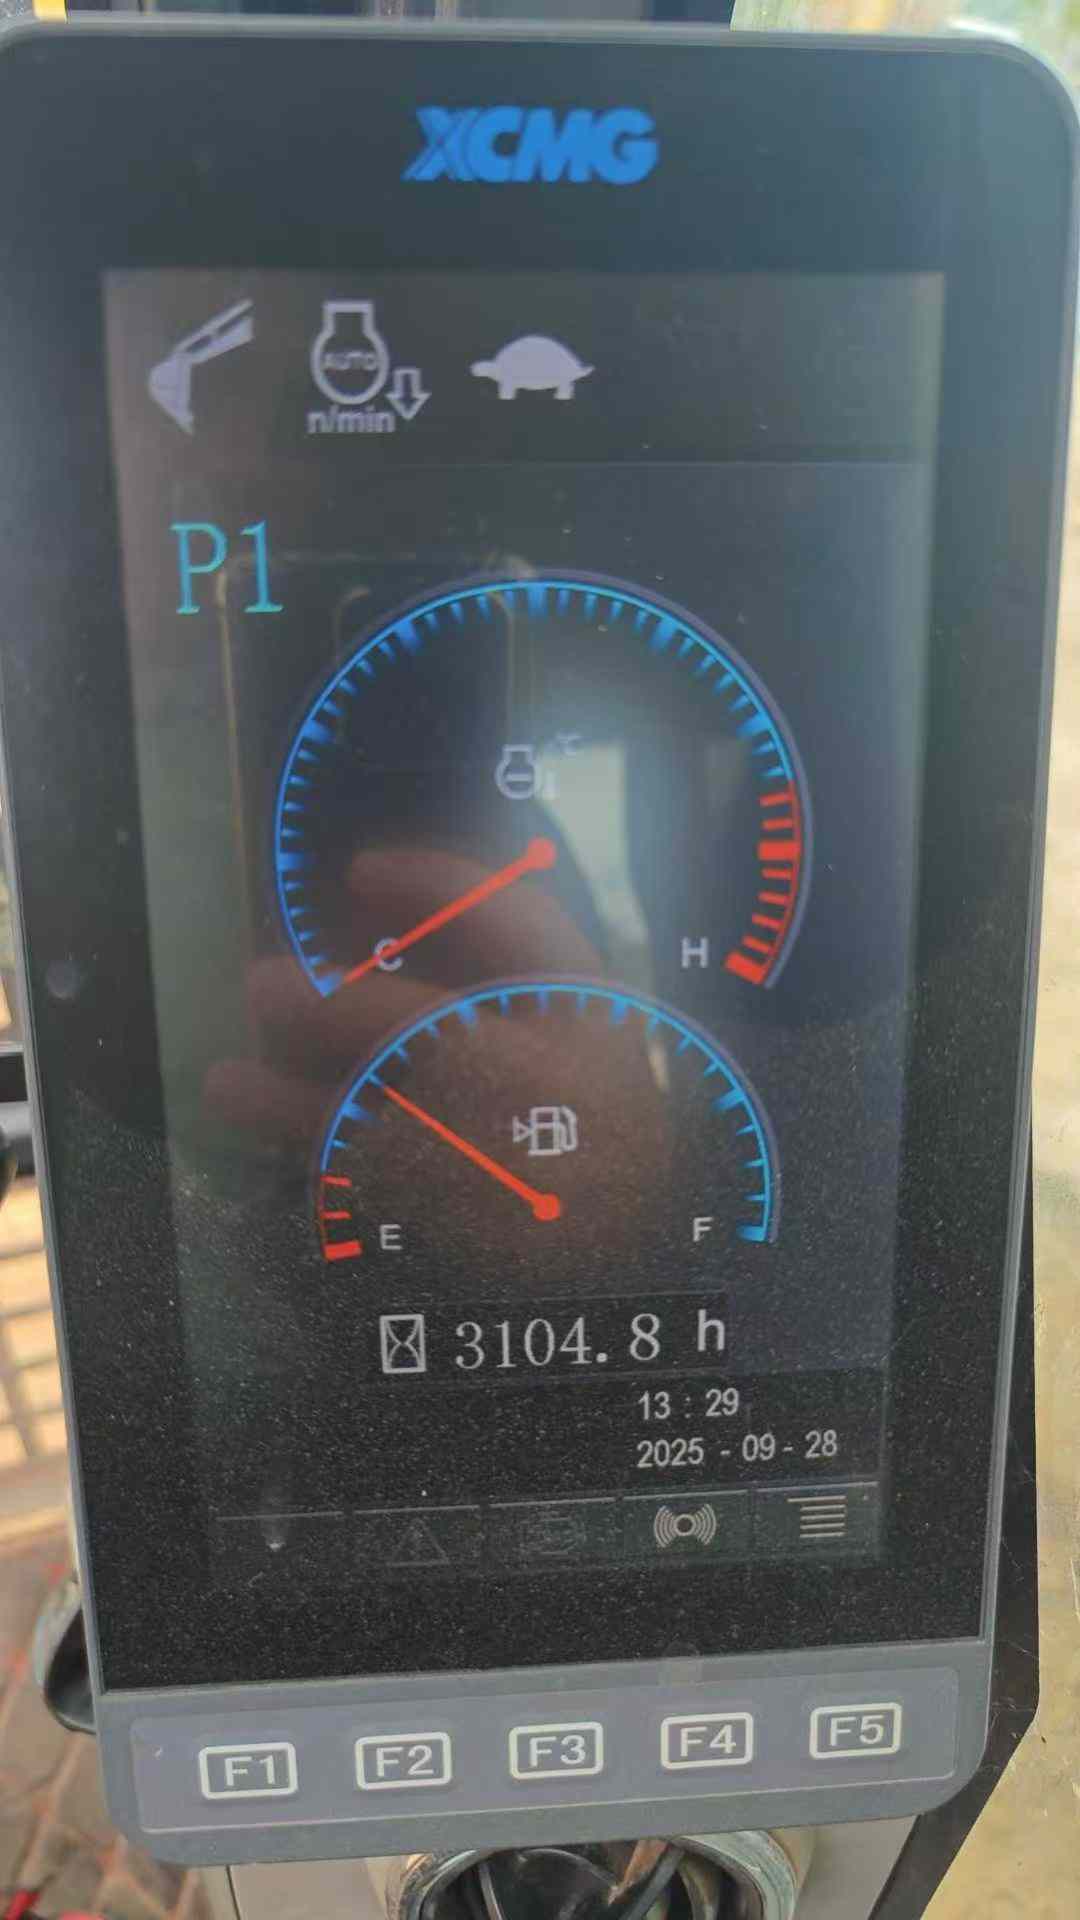 XCMG
AUTO
n/min
P1
°C
C
H
E
F
3104.8 h
13 : 29
2025 - 09 - 28
F1 F2 F3 F4 F5